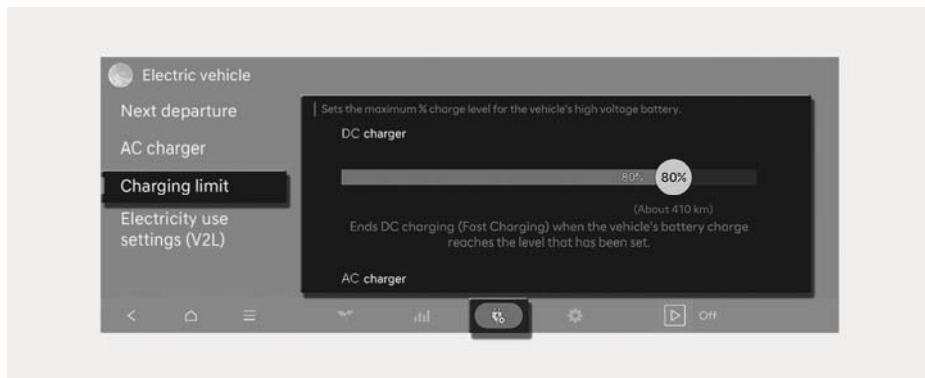 Electric vehicle
Next departure
AC charger
Charging limit
Electricity use
settings (V2L)
Sets the maximum % charge level for the vehicle's high voltage battery.
DC charger
80% 80%
(About 410 km)
Ends DC charging (Fast Charging) when the vehicle's battery charge
reaches the level that has been set.
AC charger
Off